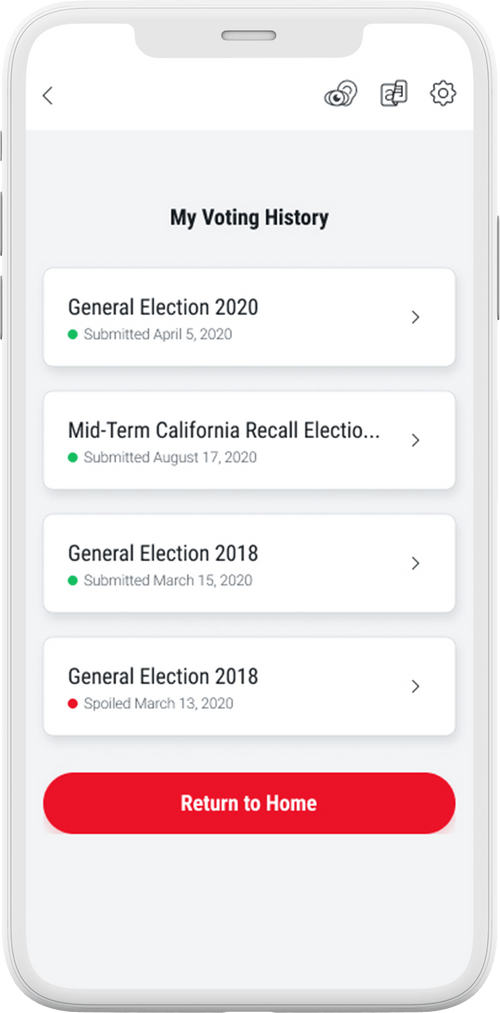 My Voting History
General Election 2020
Submitted April 5, 2020
Mid-Term California Recall Electio...
Submitted August 17, 2020
General Election 2018
Submitted March 15, 2020
General Election 2018
Spoiled March 13, 2020
Return to Home